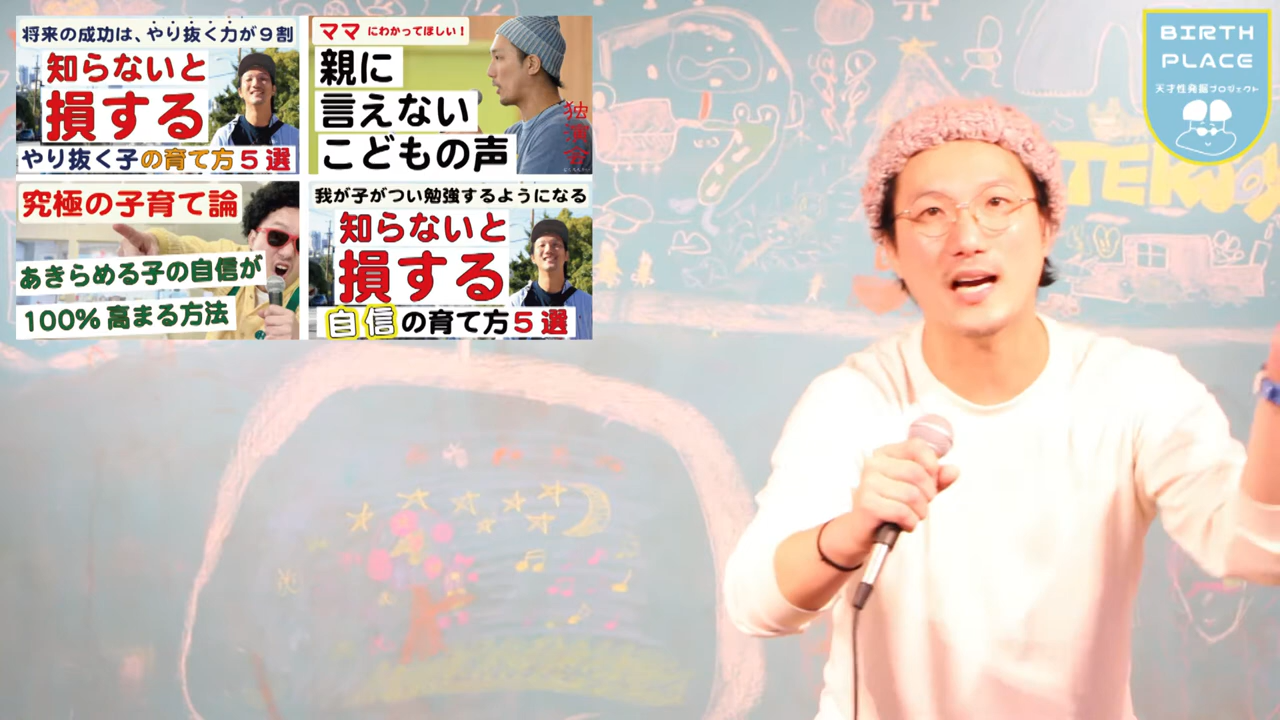 将来の成功は、やり抜く力が9割
知らないと
損する
やり抜く子の育て方5選
ママにわかってほしい！
親に
言えない
こどもの声
独演会
究極の子育て論
あきらめる子の自信が
100%高まる方法
我が子がつい勉強するようになる
知らないと
損する
自信の育て方5選
BIRTH
PLACE
天才性発掘プロジェクト